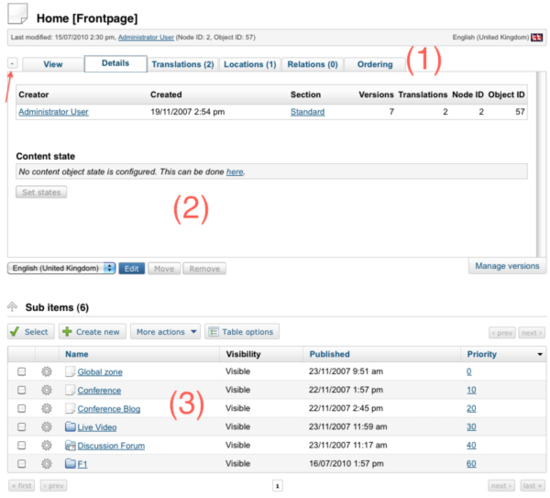 Home [Frontpage]
Last modified: 15/07/2010 2:30 pm, Administrator User (Node ID: 2, Object ID: 57) English (United Kingdom)
- View Details Translations (2) Locations (1) Relations (0) Ordering (1)
Creator Created Section Versions Translations Node ID Object ID
Administrator User 19/11/2007 2:54 pm Standard 7 2 2 57
Content state
No content object state is configured. This can be done here.
Set states
(2)
English (United Kingdom) Edit Move Remove Manage versions
Sub items (6)
Select Create new More actions Table options ‹ prev next ›
Name Visibility Published Priority
Global zone Visible 23/11/2007 9:51 am 0
Conference Visible 22/11/2007 1:57 pm 10
Conference Blog Visible 22/11/2007 2:45 pm 20
(3)
Live Video Visible 23/11/2007 11:59 am 30
Discussion Forum Visible 23/11/2007 11:17 am 40
F1 Visible 16/07/2010 1:57 pm 60
« first ‹ prev 1 next › last »